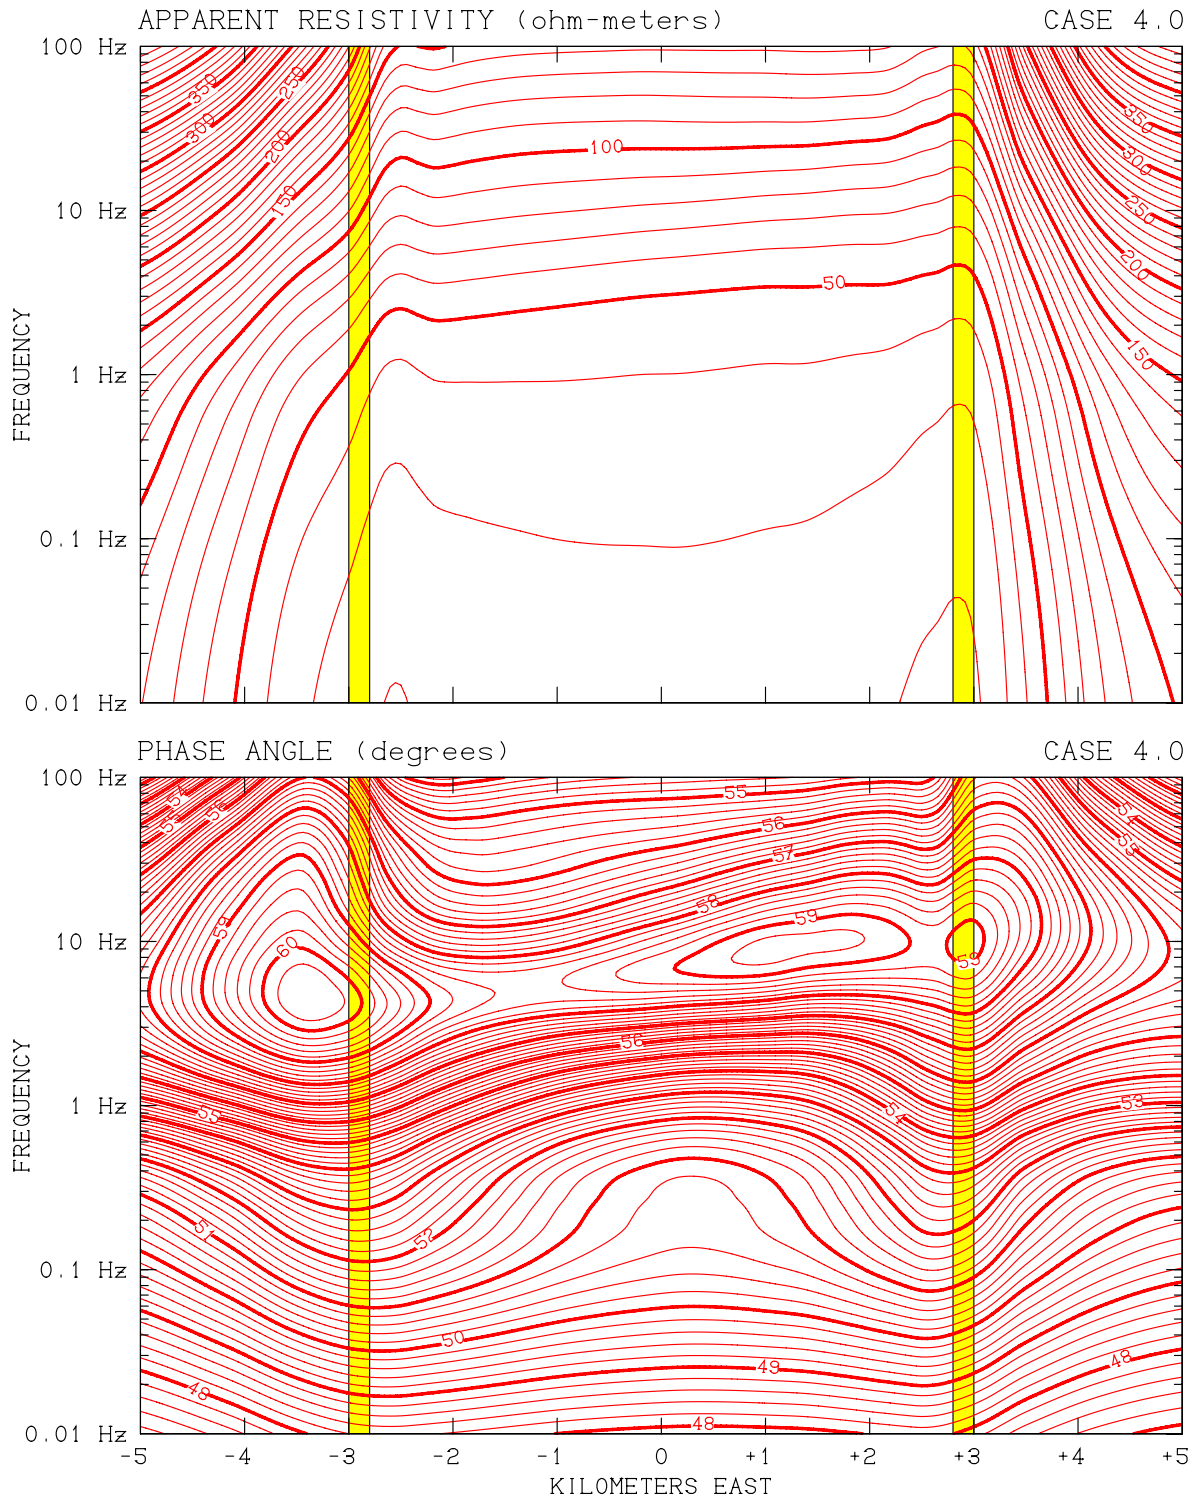 APPARENT RESISTIVITY (ohm-meters) CASE 4.0
100 Hz
350
250
350
300
200
300
100
150
250
10 Hz
200
50
150
1 Hz
FREQUENCY
0.1 Hz
0.01 Hz
PHASE ANGLE (degrees) CASE 4.0
100 Hz
54
55
56
55
54
56
55
57
58
59
59
60
10 Hz
59
56
FREQUENCY
1 Hz
55
54
53
51
52
0.1 Hz
50
49
48
48
48
0.01 Hz
-5 -4 -3 -2 -1 0 +1 +2 +3 +4 +5
KILOMETERS EAST